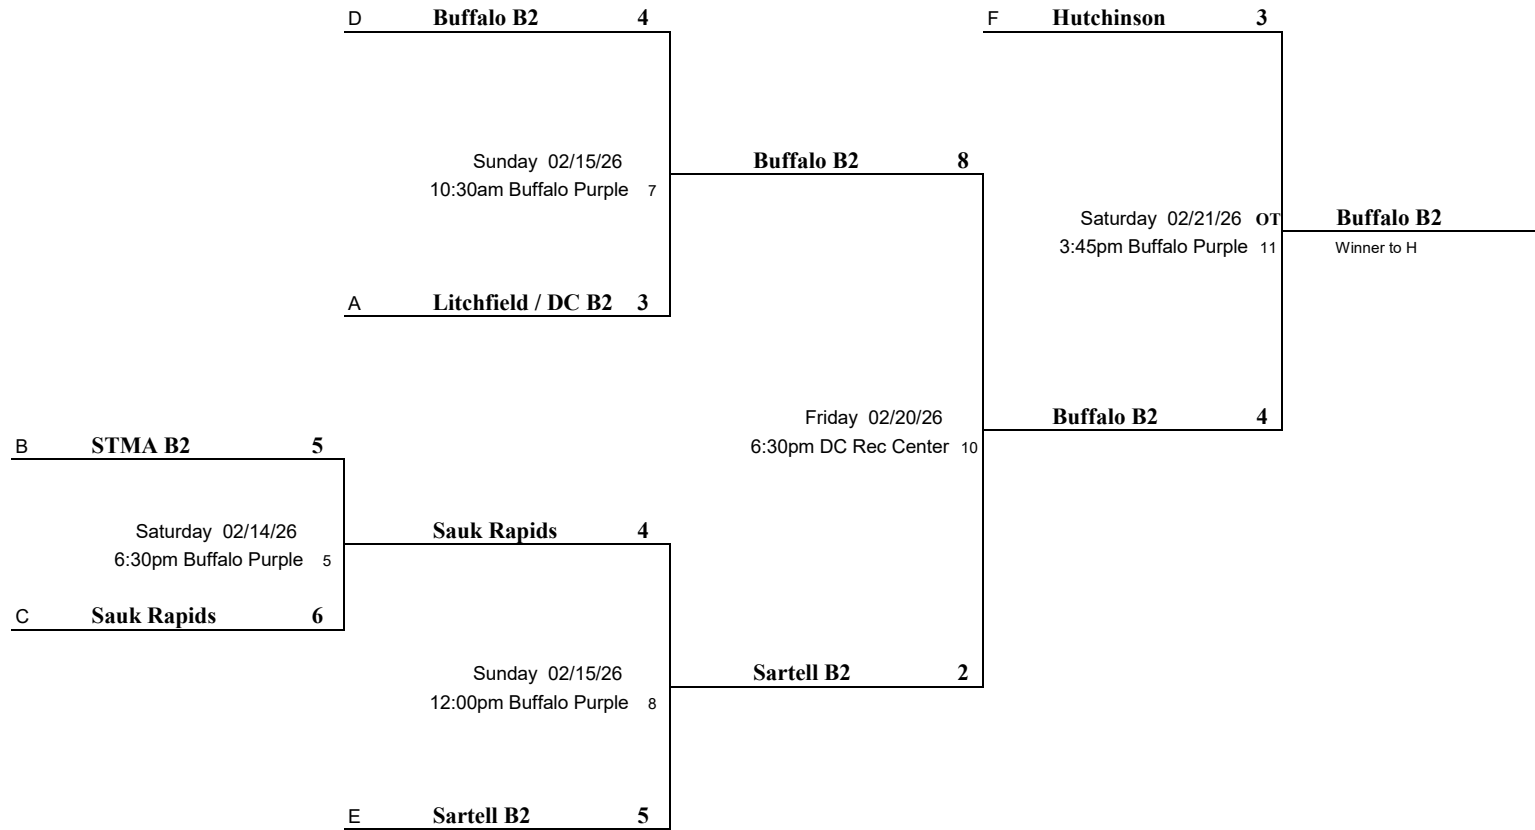 D Buffalo B2 4
F Hutchinson 3
Sunday 02/15/26
10:30am Buffalo Purple 7
Buffalo B2 8
Saturday 02/21/26 OT
3:45pm Buffalo Purple 11
Buffalo B2
Winner to H
A Litchfield / DC B2 3
Friday 02/20/26
6:30pm DC Rec Center 10
Buffalo B2 4
B STMA B2 5
Saturday 02/14/26
6:30pm Buffalo Purple 5
Sauk Rapids 4
C Sauk Rapids 6
Sunday 02/15/26
12:00pm Buffalo Purple 8
Sartell B2 2
E Sartell B2 5